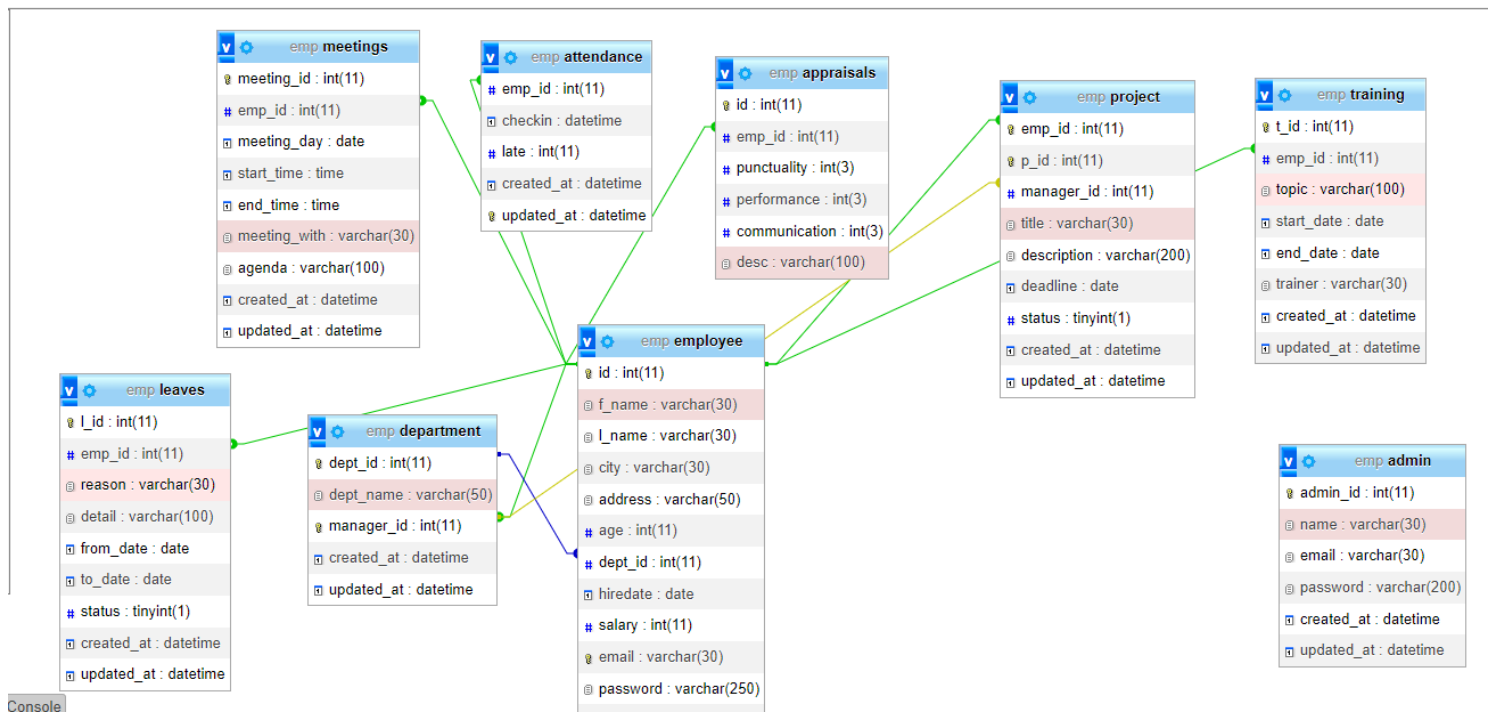 emp meetings
meeting_id : int(11)
emp_id : int(11)
meeting_day : date
start_time : time
end_time : time
meeting_with : varchar(30)
agenda : varchar(100)
created_at : datetime
updated_at : datetime
emp attendance
emp_id : int(11)
checkin : datetime
late : int(11)
created_at : datetime
updated_at : datetime
emp appraisals
id : int(11)
emp_id : int(11)
punctuality : int(3)
performance : int(3)
communication : int(3)
desc : varchar(100)
emp project
emp_id : int(11)
p_id : int(11)
manager_id : int(11)
title : varchar(30)
description : varchar(200)
deadline : date
status : tinyint(1)
created_at : datetime
updated_at : datetime
emp training
t_id : int(11)
emp_id : int(11)
topic : varchar(100)
start_date : date
end_date : date
trainer : varchar(30)
created_at : datetime
updated_at : datetime
emp leaves
l_id : int(11)
emp_id : int(11)
reason : varchar(30)
detail : varchar(100)
from_date : date
to_date : date
status : tinyint(1)
created_at : datetime
updated_at : datetime
emp department
dept_id : int(11)
dept_name : varchar(50)
manager_id : int(11)
created_at : datetime
updated_at : datetime
emp employee
id : int(11)
f_name : varchar(30)
l_name : varchar(30)
city : varchar(30)
address : varchar(50)
age : int(11)
dept_id : int(11)
hiredate : date
salary : int(11)
email : varchar(30)
password : varchar(250)
emp admin
admin_id : int(11)
name : varchar(30)
email : varchar(30)
password : varchar(200)
created_at : datetime
updated_at : datetime
Console